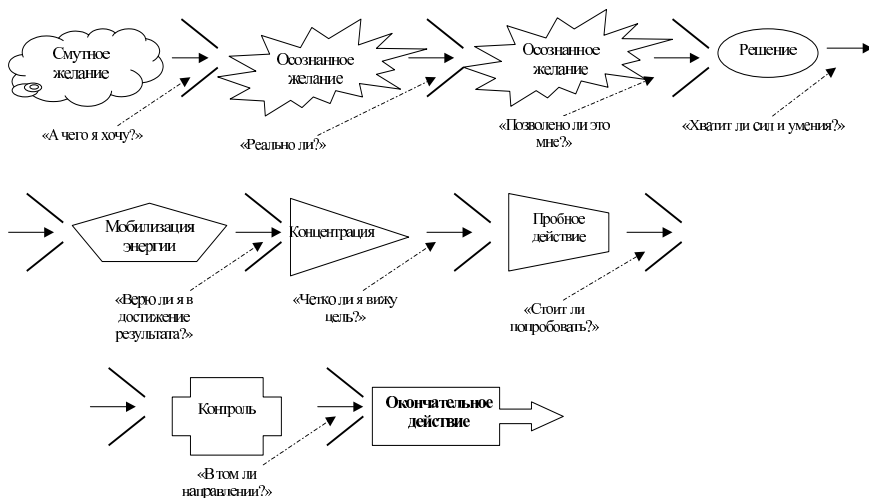 Смутное
желание
Осознанное
желание
Осознанное
желание
Решение
«А чего я хочу?»
«Реально ли?»
«Позволено ли это
мне?»
«Хватит ли сил и умения?»
Мобилизация
энергии
Концентрация
Пробное
действие
«Верю ли я в
достижение
результата?»
«Четко ли я вижу
цель?»
«Стоит ли
попробовать?»
Контроль
Окончательное
действие
«В том ли
направлении?»